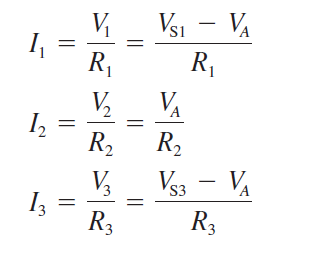 I₁ = V₁/R₁ = (V_S1 − V_A)/R₁
I₂ = V₂/R₂ = V_A/R₂
I₃ = V₃/R₃ = (V_S3 − V_A)/R₃